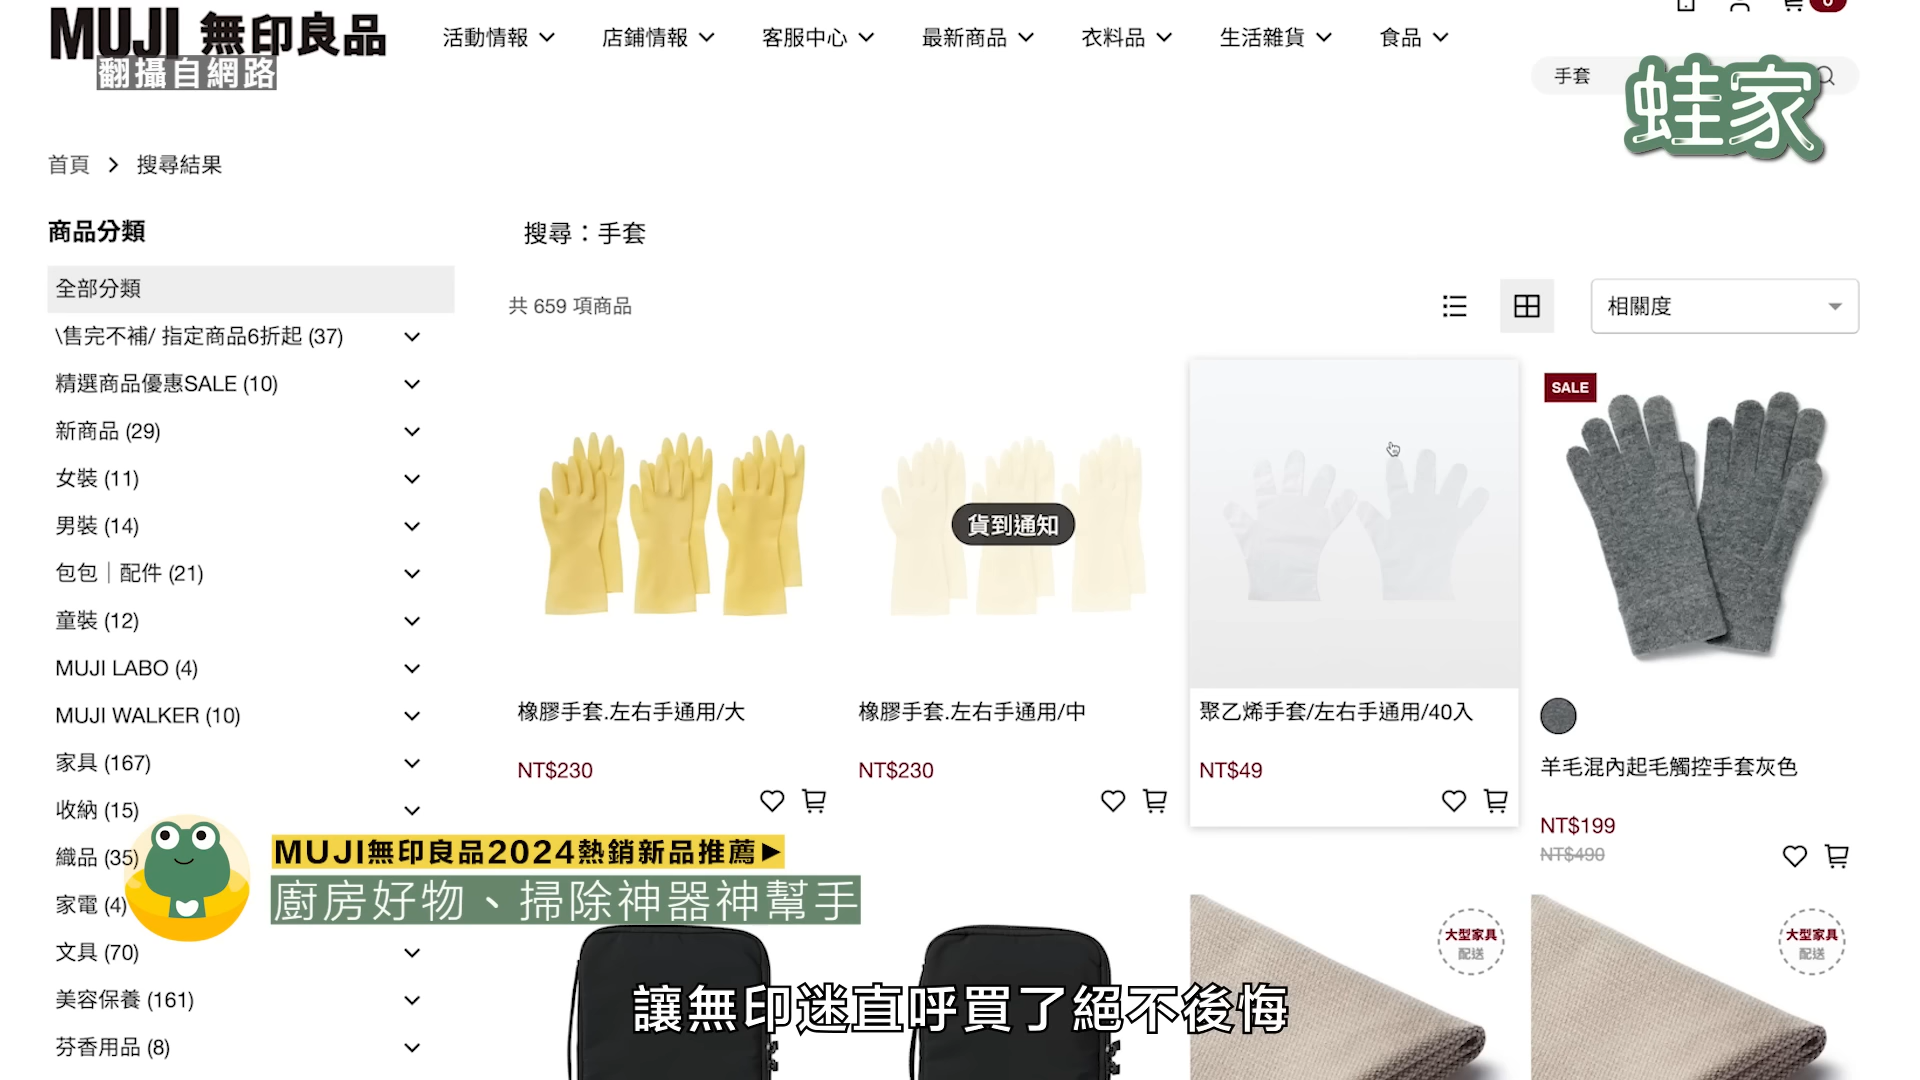 MUJI 無印良品
活動情報
店鋪情報
客服中心
最新商品
衣料品
生活雜貨
食品
翻攝自網路
手套
蛙家
首頁
搜尋結果
商品分類
搜尋：手套
全部分類
共 659 項商品
相關度
\售完不補/ 指定商品6折起 (37)
精選商品優惠SALE (10)
新商品 (29)
女裝 (11)
男裝 (14)
包包｜配件 (21)
童裝 (12)
MUJI LABO (4)
MUJI WALKER (10)
家具 (167)
收納 (15)
織品 (35)
家電 (4)
文具 (70)
美容保養 (161)
芬香用品 (8)
SALE
貨到通知
橡膠手套.左右手通用/大
NT$230
橡膠手套.左右手通用/中
NT$230
聚乙烯手套/左右手通用/40入
NT$49
羊毛混內起毛觸控手套灰色
NT$199
NT$490
MUJI無印良品2024熱銷新品推薦▶
廚房好物、掃除神器神幫手
大型家具
配送
大型家具
配送
讓無印迷直呼買了絕不後悔